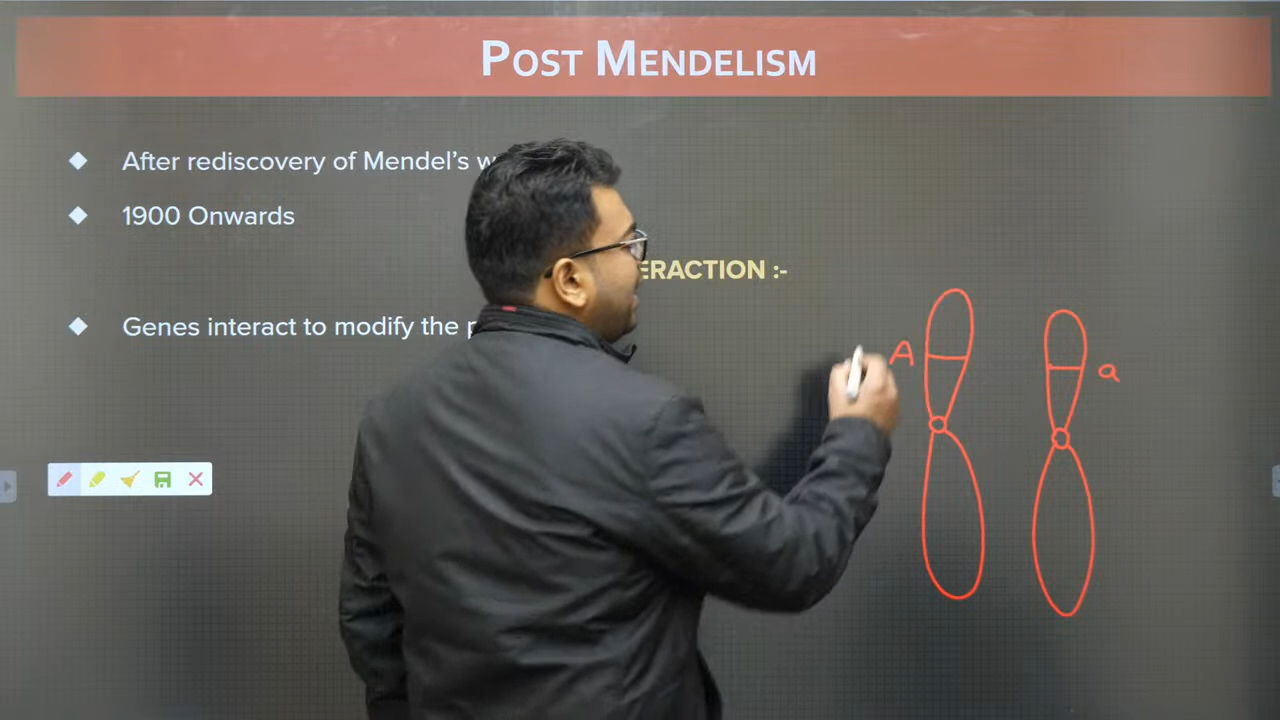 POST MENDELISM
After rediscovery of Mendel's
1900 Onwards
ERACTION :-
Genes interact to modify the
A
a